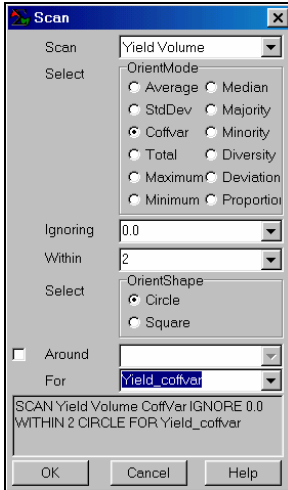 Scan
Scan Yield Volume
Select OrientMode
Average Median
StdDev Majority
Coffvar Minority
Total Diversity
Maximum Deviation
Minimum Proportion
Ignoring 0.0
Within 2
Select OrientShape
Circle
Square
Around
For Yield_coffvar
SCAN Yield Volume CoffVar IGNORE 0.0
WITHIN 2 CIRCLE FOR Yield_coffvar
OK Cancel Help